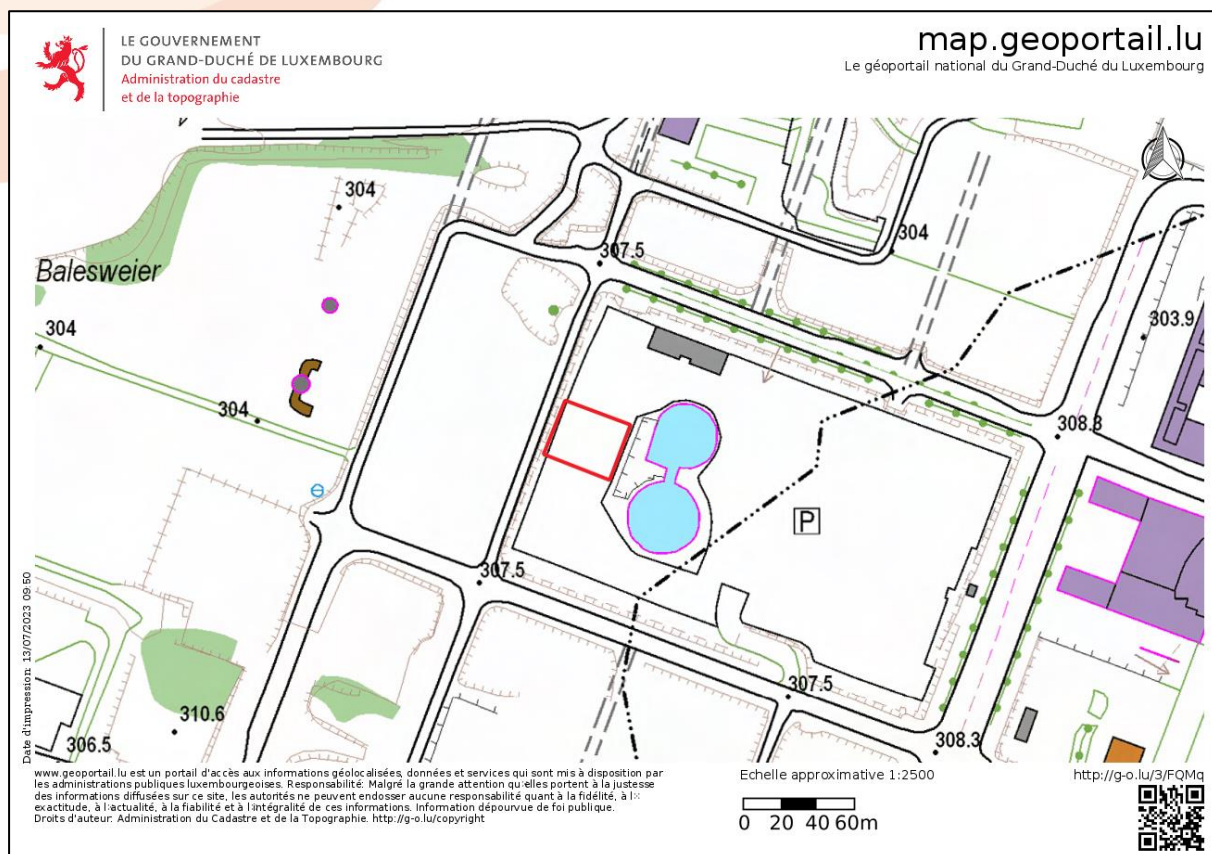 LE GOUVERNEMENT
DU GRAND-DUCHÉ DE LUXEMBOURG
Administration du cadastre
et de la topographie
map.geoportail.lu
Le géoportail national du Grand-Duché du Luxembourg
304
Balesweier
304
304
307.5
304
303.9
308.3
P
307.5
307.5
308.3
310.6
306.5
Date d'impression: 13/07/2023 09:50
www.geoportail.lu est un portail d'accès aux informations géolocalisées, données et services qui sont mis à disposition par
les administrations publiques luxembourgeoises. Responsabilité: Malgré la grande attention qu'elles portent à la justesse
des informations diffusées sur ce site, les autorités ne peuvent endosser aucune responsabilité quant à la fidélité, à l'
exactitude, à l'actualité, à la fiabilité et à l'intégralité de ces informations. Information dépourvue de foi publique.
Droits d'auteur: Administration du Cadastre et de la Topographie. http://g-o.lu/copyright
Echelle approximative 1:2500
0 20 40 60m
http://g-o.lu/3/FQMq